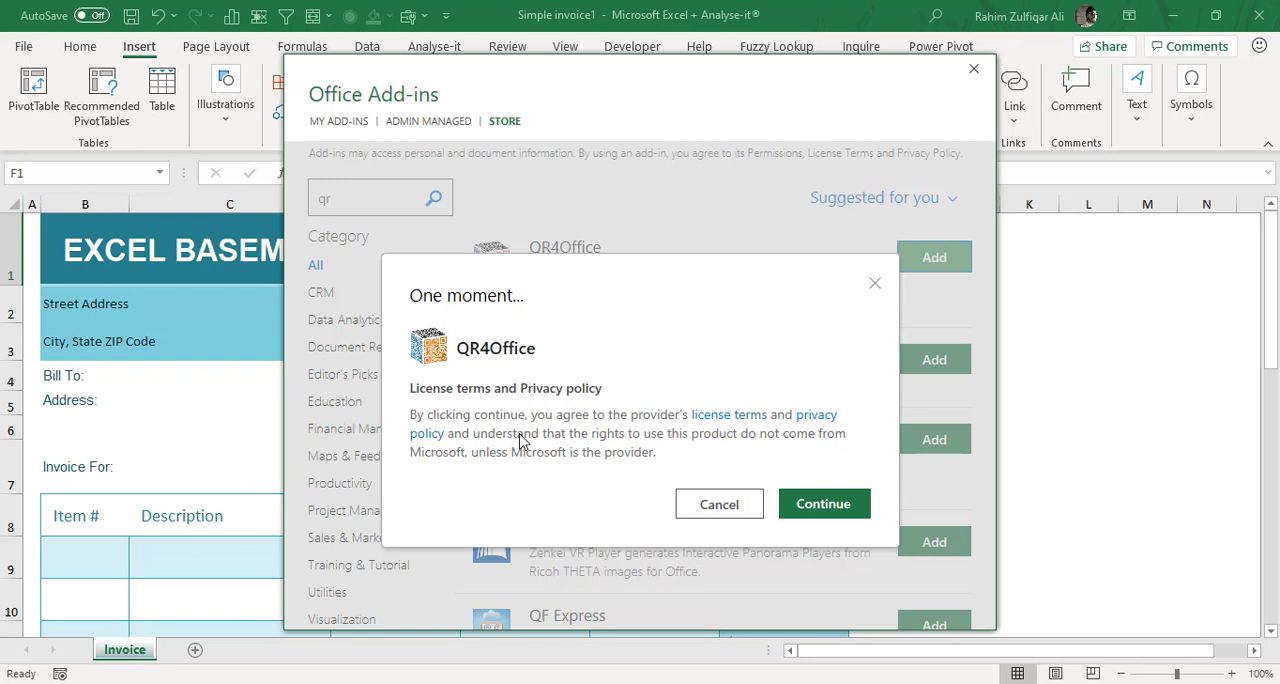 AutoSave Off
Simple invoice1 - Microsoft Excel + Analyse-it®
Rahim Zulfiqar Ali
File Home Insert Page Layout Formulas Data Analyse-it Review View Developer Help Fuzzy Lookup Inquire Power Pivot
Share Comments
PivotTable
Recommended
PivotTables
Table
Illustrations
Link
Comment
Text
Symbols
Tables
Links
Comments
F1
A B C K L M N
1
2
3
4
5
6
7
8
9
10
EXCEL BASEM
Street Address
City, State ZIP Code
Bill To:
Address:
Invoice For:
Item # Description
Office Add-ins
MY ADD-INS | ADMIN MANAGED | STORE
Add-ins may access personal and document information. By using an add-in, you agree to its Permissions, License Terms and Privacy Policy.
qr
Suggested for you
Category
All
CRM
Data Analytic
Document Re
Editor's Picks
Education
Financial Man
Maps & Feed
Productivity
Project Mana
Sales & Marke
Training & Tutorial
Utilities
Visualization
QR4Office
Add
Add
Add
Add
Zenkel VR Player generates Interactive Panorama Players from
Ricoh THETA images for Office.
QF Express
Add
One moment...
QR4Office
License terms and Privacy policy
By clicking continue, you agree to the provider's license terms and privacy
policy and understand that the rights to use this product do not come from
Microsoft, unless Microsoft is the provider.
Cancel Continue
Invoice
Ready
100%